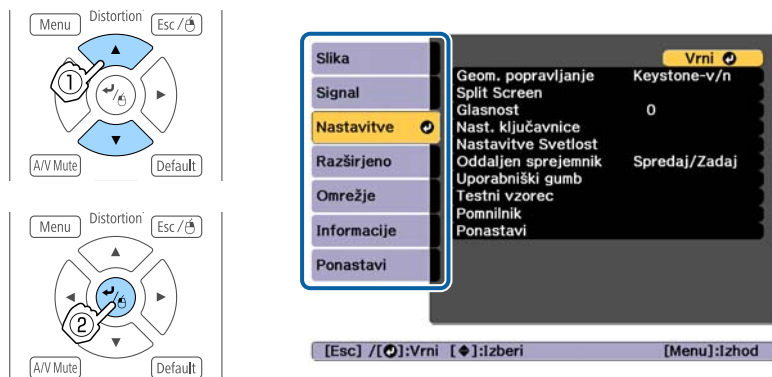 Menu Distortion Esc /
1
A/V Mute Default
Menu Distortion Esc /
2
A/V Mute Default
Slika
Signal
Nastavitve
Razširjeno
Omrežje
Informacije
Ponastavi
Vrni
Geom. popravljanje Keystone-v/n
Split Screen
Glasnost 0
Nast. ključavnice
Nastavitve Svetlost
Oddaljen sprejemnik Spredaj/Zadaj
Uporabniški gumb
Testni vzorec
Pomnilnik
Ponastavi
[Esc] /[ ]:Vrni [ ]:Izberi [Menu]:Izhod